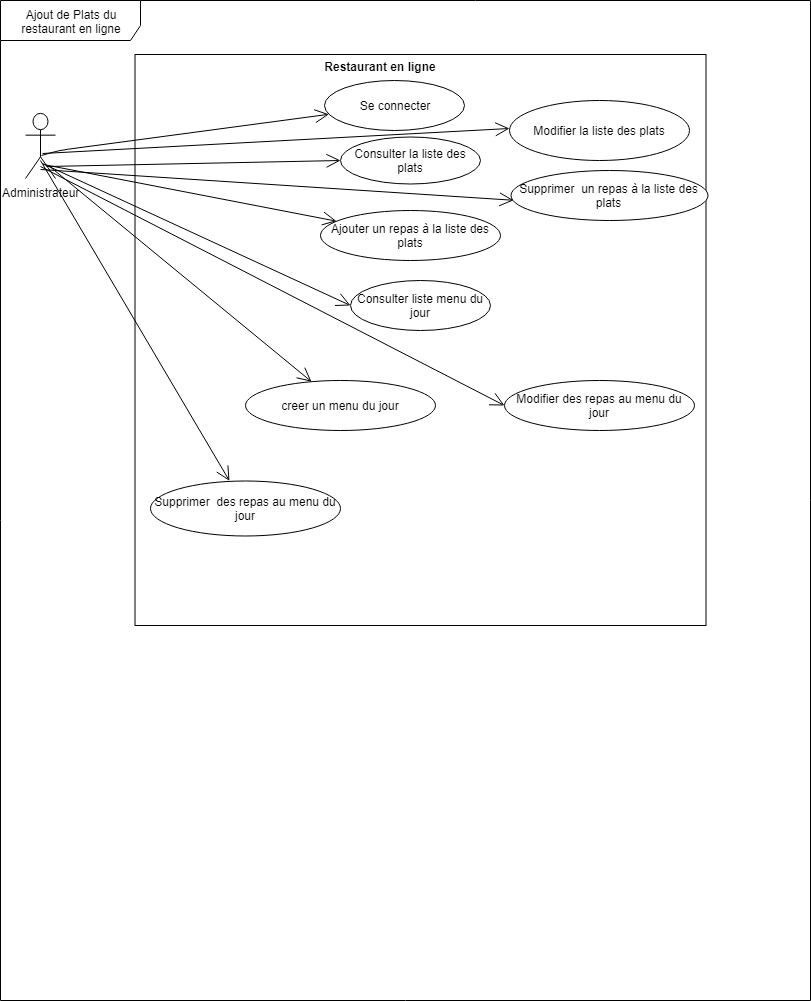 Ajout de Plats du
restaurant en ligne
Restaurant en ligne
Se connecter
Modifier la liste des plats
Consulter la liste des
plats
Administrateur
Supprimer  un repas à la liste des
plats
Ajouter un repas à la liste des
plats
Consulter liste menu du
jour
creer un menu du jour
Modifier des repas au menu du
jour
Supprimer  des repas au menu du
jour